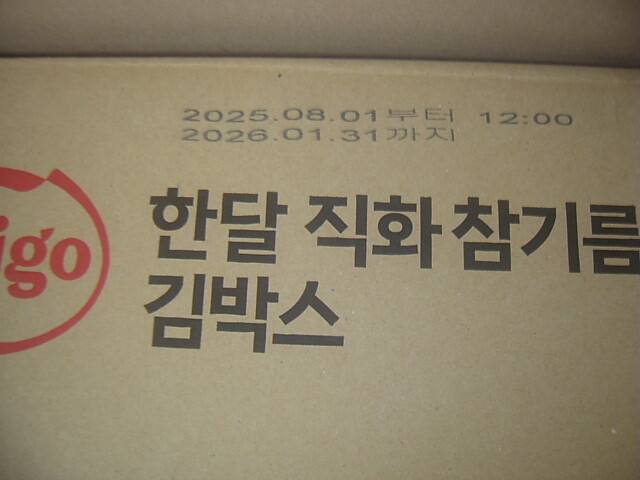 2025.08.01부터 12:00
2026.01.31까지
igo
한달 직화 참기름
김박스